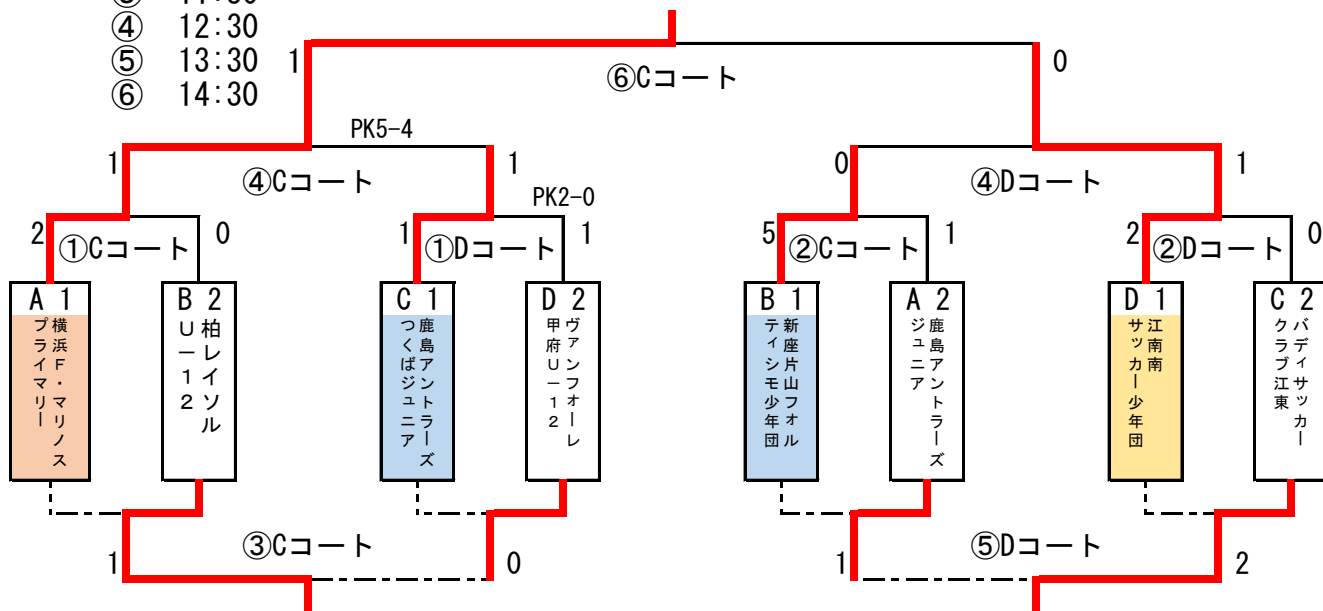 ③ 11:30
④ 12:30
⑤ 13:30
⑥ 14:30
1
0
⑥Cコート
PK5-4
1
1
0
1
④Cコート
④Dコート
PK2-0
2
0
1
1
5
1
2
0
①Cコート
①Dコート
②Cコート
②Dコート
A 1
B 2
C 1
D 2
B 1
A 2
D 1
C 2
横浜F・マリノス
プライマリー
柏レイソル
U-12
鹿島アントラーズ
つくばジュニア
ヴァンフォーレ
甲府U-12
新座片山フォル
ティシモ少年団
鹿島アントラーズ
ジュニア
江南南
サッカー少年団
バディサッカー
クラブ江東
③Cコート
⑤Dコート
1
0
1
2